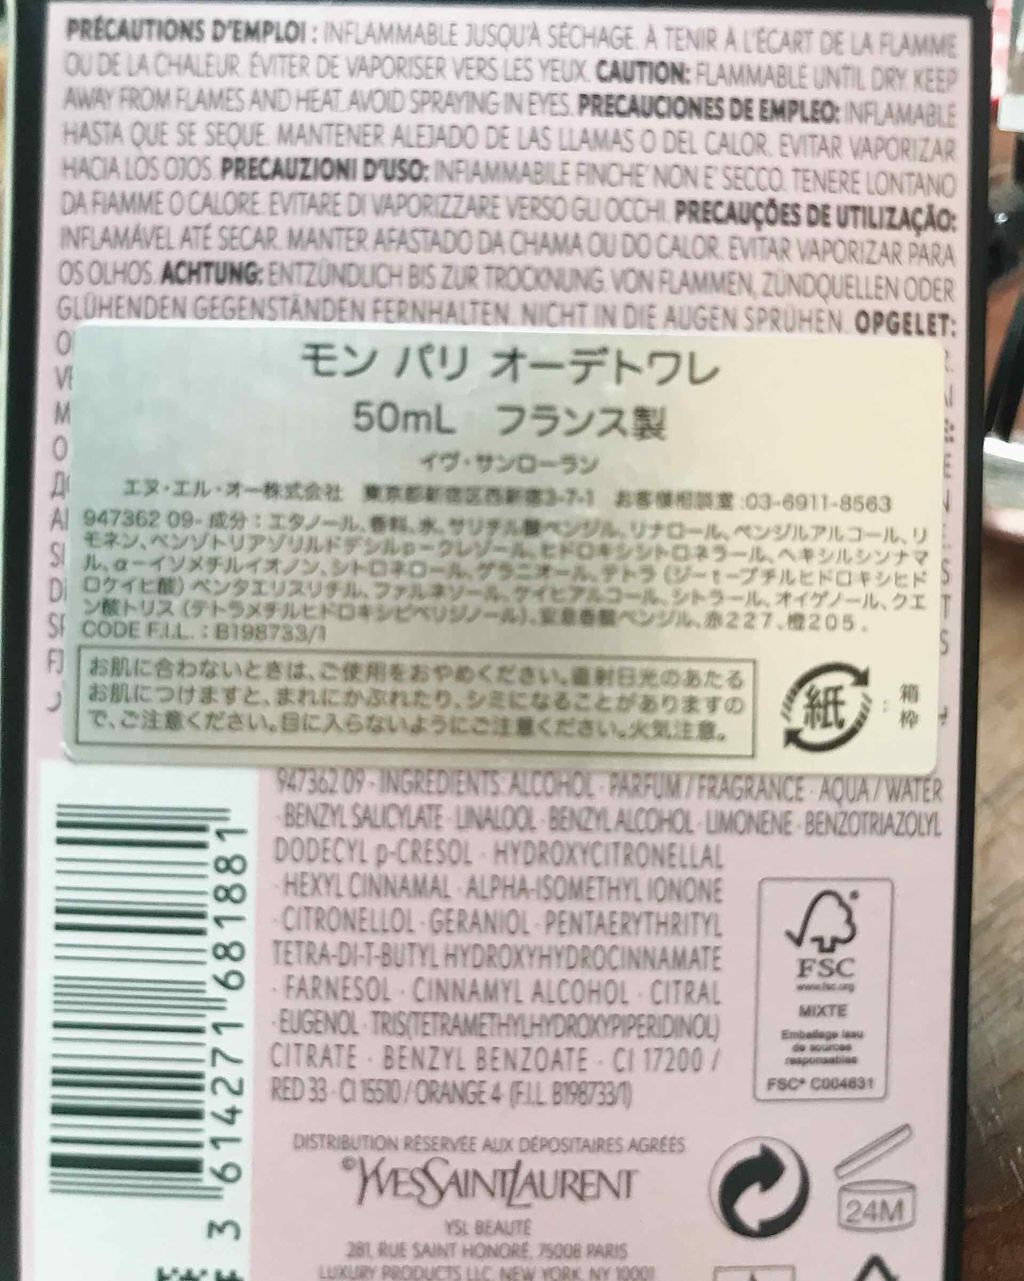 PRÉCAUTIONS D'EMPLOI : INFLAMMABLE JUSQU'À SÉCHAGE. À TENIR À L'ÉCART DE LA FLAMME
OU DE LA CHALEUR. ÉVITER DE VAPORISER VERS LES YEUX. CAUTION: FLAMMABLE UNTIL DRY. KEEP
AWAY FROM FLAMES AND HEAT. AVOID SPRAYING IN EYES. PRECAUCIONES DE EMPLEO: INFLAMABLE
HASTA QUE SE SEQUE. MANTENER ALEJADO DE LAS LLAMAS O DEL CALOR. EVITAR VAPORIZAR
HACIA LOS OJOS. PRECAUZIONI D'USO: INFIAMMABILE FINCHE' NON E' SECCO. TENERE LONTANO
DA FIAMME O CALORE. EVITARE DI VAPORIZZARE VERSO GLI OCCHI. PRECAUÇÕES DE UTILIZAÇÃO:
INFLAMÁVEL ATÉ SECAR. MANTER AFASTADO DA CHAMA OU DO CALOR. EVITAR VAPORIZAR PARA
OS OLHOS. ACHTUNG: ENTZÜNDLICH BIS ZUR TROCKNUNG. VON FLAMMEN, ZÜNDQUELLEN ODER
GLÜHENDEN GEGENSTÄNDEN FERNHALTEN. NICHT IN DIE AUGEN SPRÜHEN. OPGELET:
モン パリ オーデトワレ
50mL フランス製
イヴ・サンローラン
エヌ・エル・オー株式会社 東京都新宿区西新宿3-7-1 お客様相談室:03-6911-8563
947362 09- 成分:エタノール、香料、水、サリチル酸ベンジル、リナロール、ベンジルアルコール、リ
モネン、ベンゾトリアゾリルドデシルp-クレゾール、ヒドロキシシトロネラール、ヘキシルシンナマ
ル、α-イソメチルイオノン、シトロネロール、ゲラニオール、テトラ(ジ-t-ブチルヒドロキシヒド
ロケイヒ酸)ペンタエリスリチル、ファルネソール、ケイヒアルコール、シトラール、オイゲノール、クエ
ン酸トリス(テトラメチルヒドロキシピペリジノール)、安息香酸ベンジル、赤227、橙205.
CODE F.I.L. : B198733/1
お肌に合わないときは、ご使用をおやめください。直射日光のあたる
お肌につけますと、まれにかぶれたり、シミになることがありますの
で、ご注意ください。目に入らないようにご注意ください。火気注意。
紙 : 箱
枠
947362 09 - INGREDIENTS: ALCOHOL · PARFUM / FRAGRANCE · AQUA / WATER
· BENZYL SALICYLATE · LINALOOL · BENZYL ALCOHOL · LIMONENE · BENZOTRIAZOLYL
DODECYL p-CRESOL · HYDROXYCITRONELLAL
· HEXYL CINNAMAL · ALPHA-ISOMETHYL IONONE
· CITRONELLOL · GERANIOL · PENTAERYTHRITYL
TETRA-DI-T-BUTYL HYDROXYHYDROCINNAMATE
· FARNESOL · CINNAMYL ALCOHOL · CITRAL
· EUGENOL · TRIS(TETRAMETHYLHYDROXYPIPERIDINOL)
CITRATE · BENZYL BENZOATE · CI 17200 /
RED 33 · CI 15510 / ORANGE 4 (F.I.L. B198733/1)
FSC
www.fsc.org
MIXTE
Emballage issu
de sources
responsables
FSC® C004631
3 614271 681881
DISTRIBUTION RÉSERVÉE AUX DÉPOSITAIRES AGRÉÉS
©YVESSAINTLAURENT
YSL BEAUTÉ
281, RUE SAINT HONORÉ, 75008 PARIS
LUXURY PRODUCTS LLC, NEW YORK, NY 10001
24M